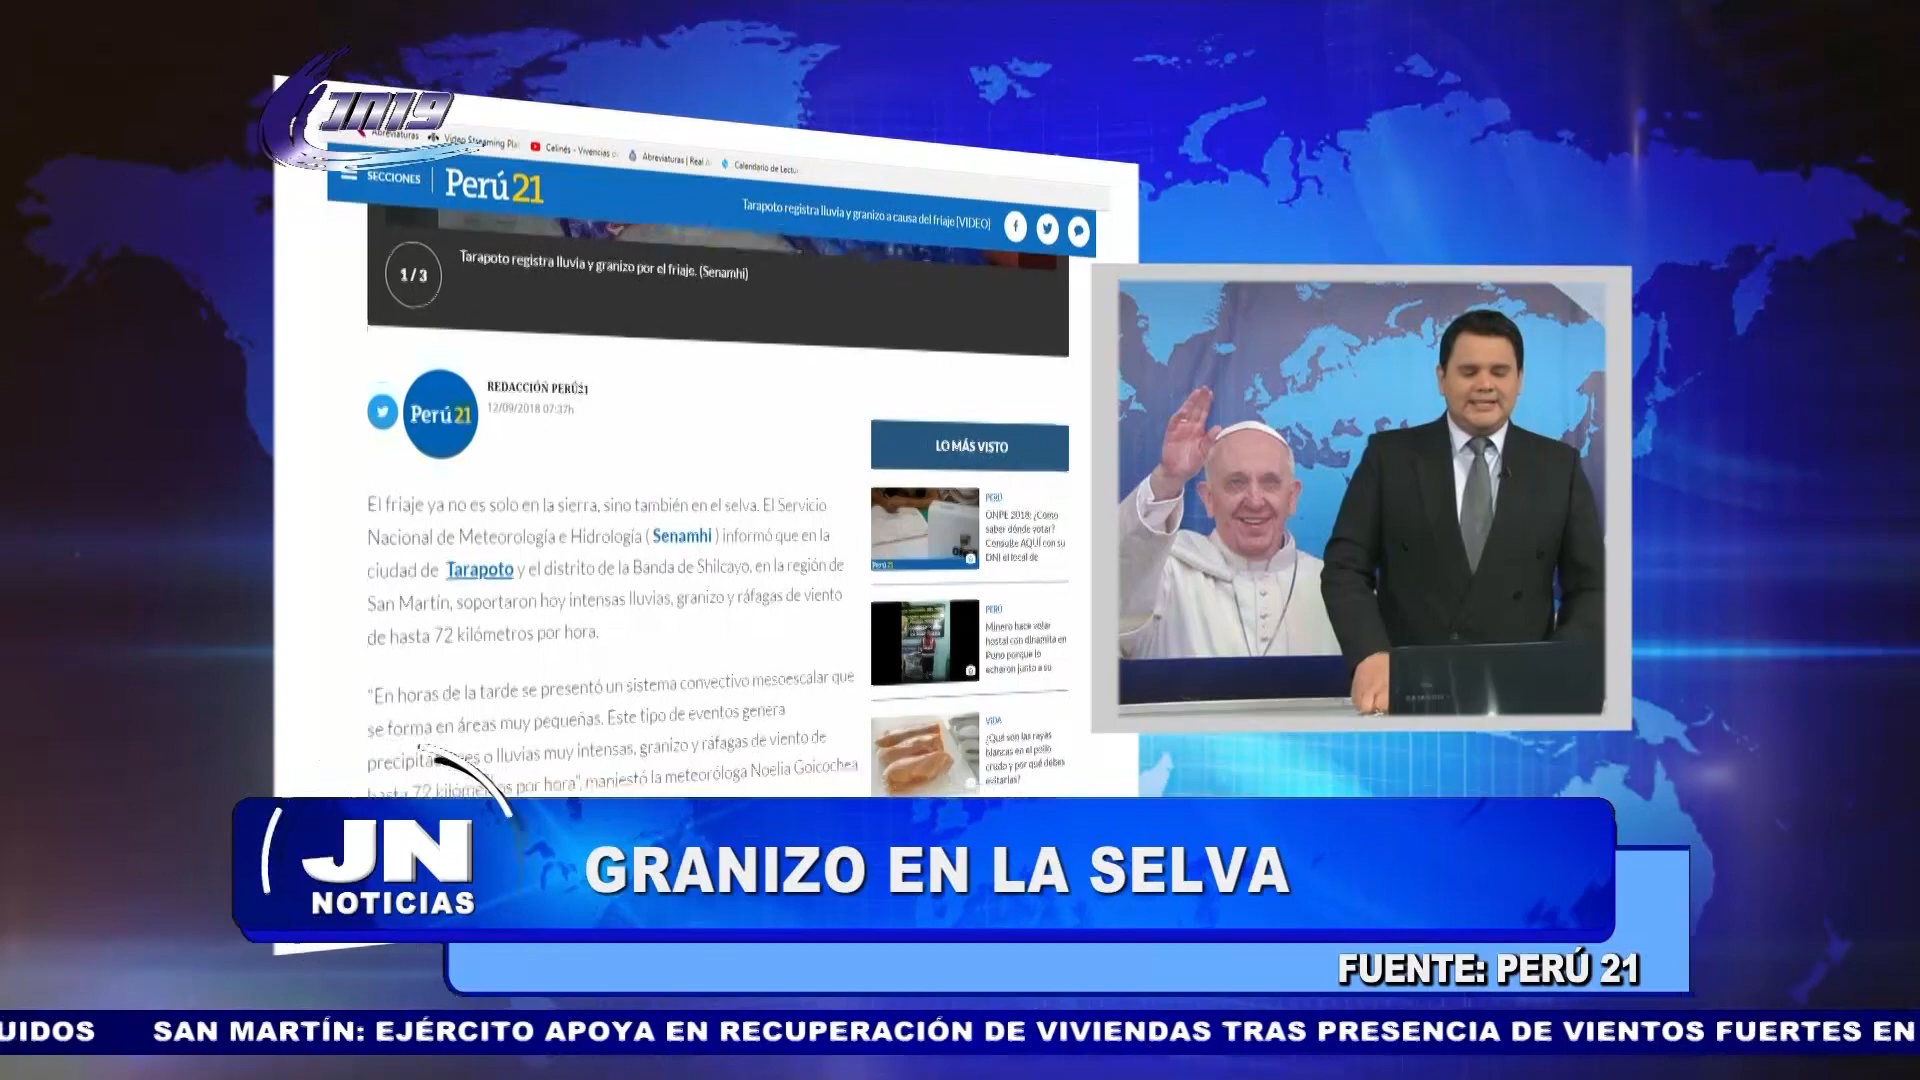 JN19
Abreviaturas
Video Streaming Pla
Celinés - Vivencias d
Abreviaturas | Real A
Calendario de Lectu
SECCIONES
Perú21
Tarapoto registra lluvia y granizo a causa del friaje [VIDEO]
1 / 3
Tarapoto registra lluvia y granizo por el friaje. (Senamhi)
Perú21
REDACCIÓN PERÚ21
12/09/2018 07:37h
El friaje ya no es solo en la sierra, sino también en el selva. El Servicio
Nacional de Meteorología e Hidrología ( Senamhi ) informó que en la
ciudad de Tarapoto y el distrito de la Banda de Shilcayo, en la región de
San Martín, soportaron hoy intensas lluvias, granizo y ráfagas de viento
de hasta 72 kilómetros por hora.
"En horas de la tarde se presentó un sistema convectivo mesoescalar que
se forma en áreas muy pequeñas. Este tipo de eventos genera
o lluvias muy intensas, granizo y ráfagas de viento de
hasta 72 por hora", maniestó la meteoróloga Noelia Goicochea
LO MÁS VISTO
PERÚ
ONPE 2018: ¿Cómo
saber dónde votar?
Consulte AQUÍ con su
DNI el local de
Perú21
PERÚ
Minero hace volar
hostal con dinamita en
Puno porque lo
echaron junto a su
VIDA
¿Qué son las rayas
blancas en el pollo
crudo y por qué debes
evitarlas?
SAMSUNG
JN
NOTICIAS
GRANIZO EN LA SELVA
FUENTE: PERÚ 21
UIDOS SAN MARTÍN: EJÉRCITO APOYA EN RECUPERACIÓN DE VIVIENDAS TRAS PRESENCIA DE VIENTOS FUERTES EN